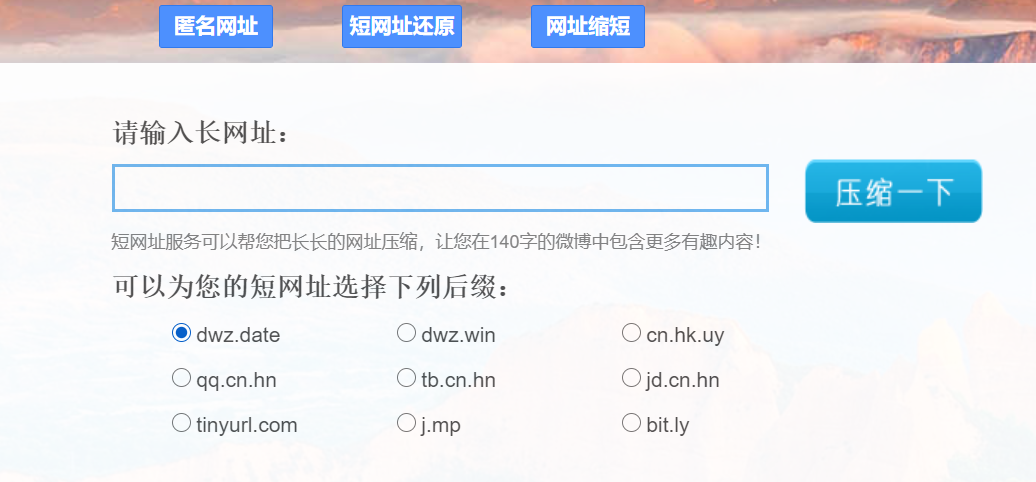 匿名网址 短网址还原 网址缩短
请输入长网址：
压缩一下
短网址服务可以帮您把长长的网址压缩，让您在140字的微博中包含更多有趣内容！
可以为您的短网址选择下列后缀：
dwz.date dwz.win cn.hk.uy
qq.cn.hn tb.cn.hn jd.cn.hn
tinyurl.com j.mp bit.ly